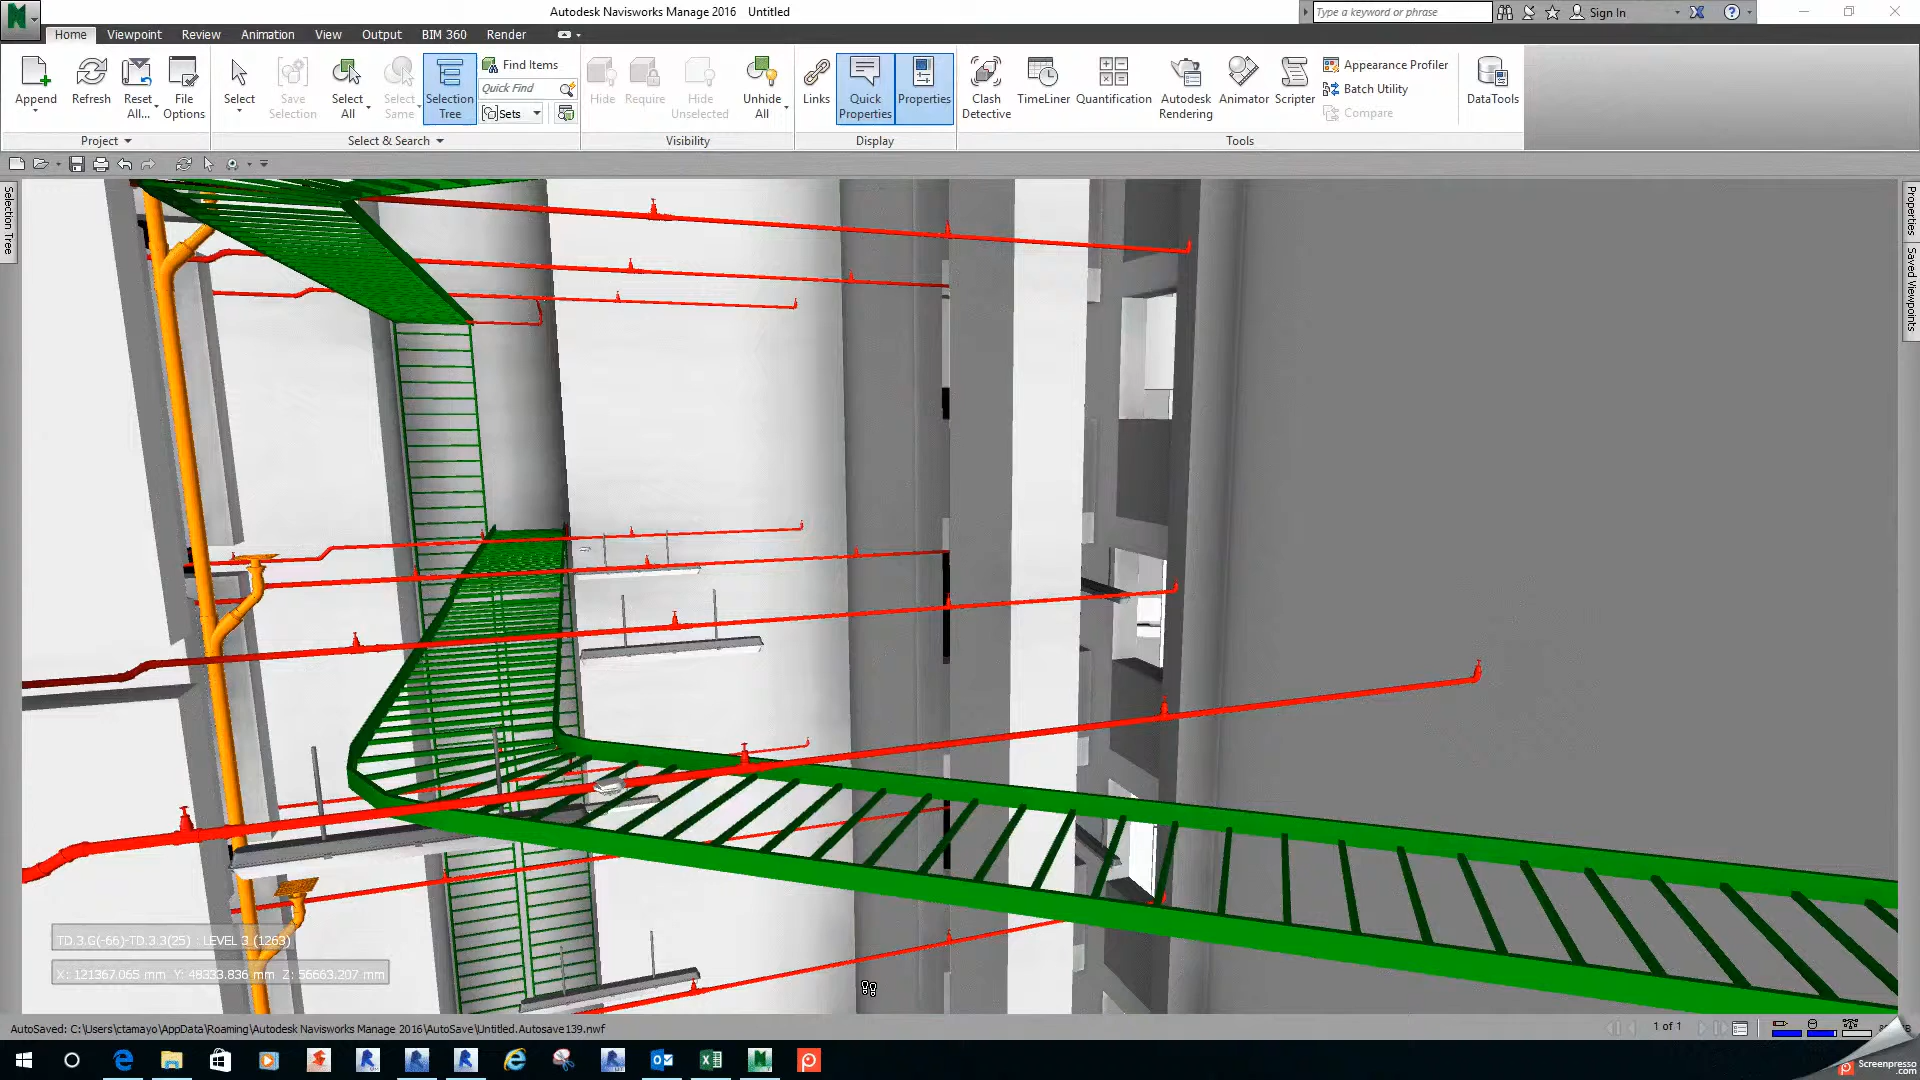 Autodesk Navisworks Manage 2016 Untitled
Type a keyword or phrase
Sign In
Home Viewpoint Review Animation View Output BIM 360 Render
Append
Refresh
Reset All...
File Options
Project
Select
Save Selection
Select All
Select Same
Selection Tree
Find Items
Quick Find
Sets
Select & Search
Hide
Require
Hide Unselected
Unhide All
Visibility
Links
Quick Properties
Properties
Display
Clash Detective
TimeLiner
Quantification
Autodesk Rendering
Animator
Scripter
Appearance Profiler
Batch Utility
Compare
Tools
DataTools
Selection Tree
Properties
Saved Viewpoints
TD.3.G(-66)-TD.3.3(25) : LEVEL 3 (1263)
X: 121367.065 mm Y: 48333.836 mm Z: 56663.207 mm
AutoSaved: C:\Users\ctamayo\AppData\Roaming\Autodesk Navisworks Manage 2016\AutoSave\Untitled.Autosave139.nwf
1 of 1
Screenpresso
.com